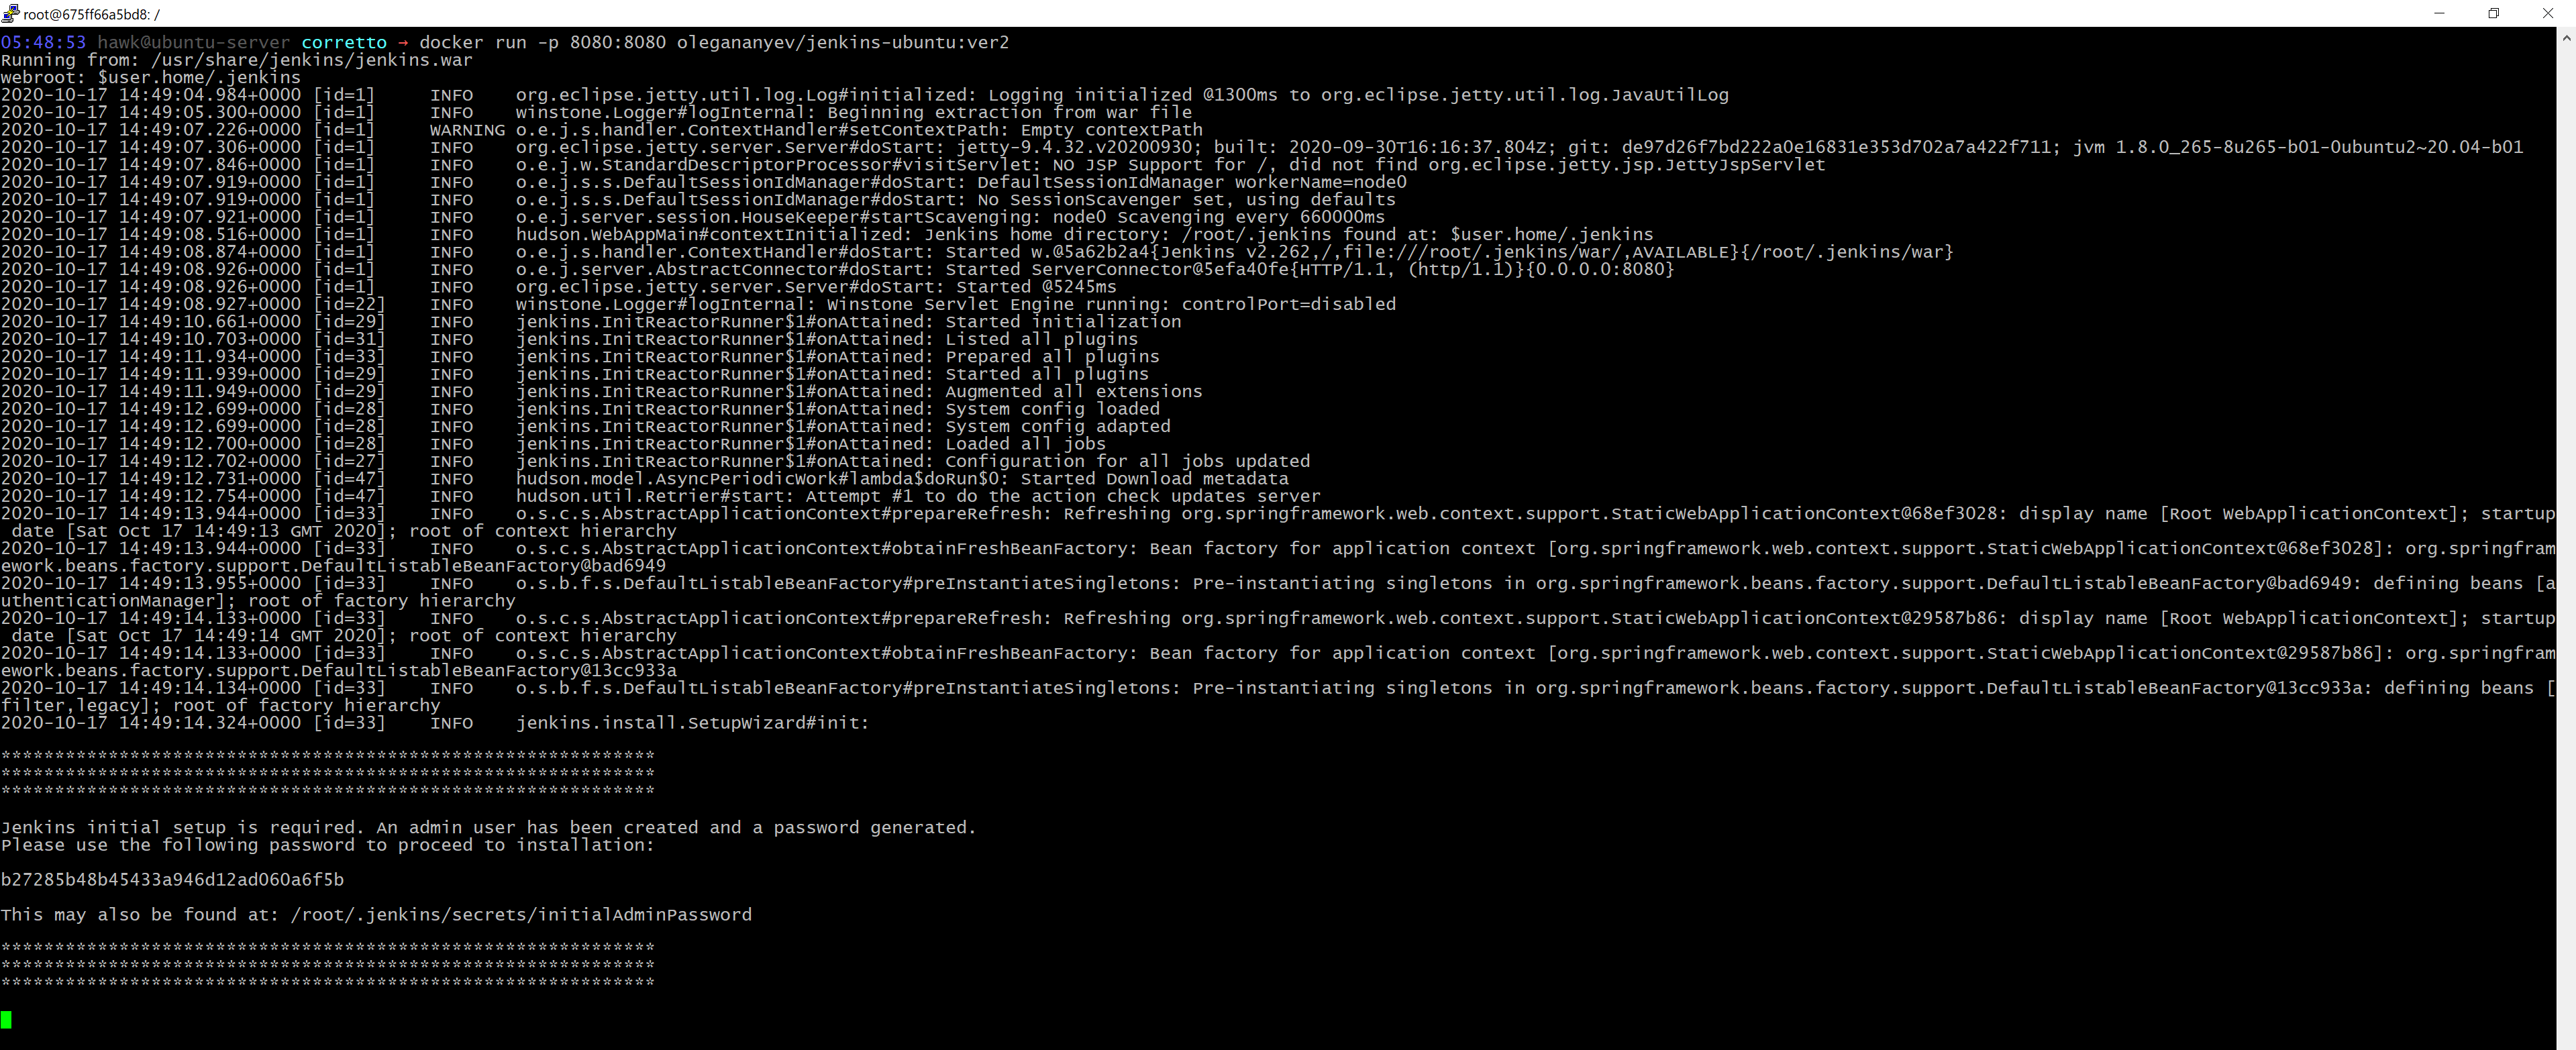 root@675ff66a5bd8: /
05:48:53 hawk@ubuntu-server corretto → docker run -p 8080:8080 olegananyev/jenkins-ubuntu:ver2
Running from: /usr/share/jenkins/jenkins.war
webroot: $user.home/.jenkins
2020-10-17 14:49:04.984+0000 [id=1]     INFO    org.eclipse.jetty.util.log.Log#initialized: Logging initialized @1300ms to org.eclipse.jetty.util.log.JavaUtilLog
2020-10-17 14:49:05.300+0000 [id=1]     INFO    winstone.Logger#logInternal: Beginning extraction from war file
2020-10-17 14:49:07.226+0000 [id=1]     WARNING o.e.j.s.handler.ContextHandler#setContextPath: Empty contextPath
2020-10-17 14:49:07.306+0000 [id=1]     INFO    org.eclipse.jetty.server.Server#doStart: jetty-9.4.32.v20200930; built: 2020-09-30T16:16:37.804Z; git: de97d26f7bd222a0e16831e353d702a7a422f711; jvm 1.8.0_265-8u265-b01-0ubuntu2~20.04-b01
2020-10-17 14:49:07.846+0000 [id=1]     INFO    o.e.j.w.StandardDescriptorProcessor#visitServlet: NO JSP Support for /, did not find org.eclipse.jetty.jsp.JettyJspServlet
2020-10-17 14:49:07.919+0000 [id=1]     INFO    o.e.j.s.s.DefaultSessionIdManager#doStart: DefaultSessionIdManager workerName=node0
2020-10-17 14:49:07.919+0000 [id=1]     INFO    o.e.j.s.s.DefaultSessionIdManager#doStart: No SessionScavenger set, using defaults
2020-10-17 14:49:07.921+0000 [id=1]     INFO    o.e.j.server.session.HouseKeeper#startScavenging: node0 Scavenging every 660000ms
2020-10-17 14:49:08.516+0000 [id=1]     INFO    hudson.WebAppMain#contextInitialized: Jenkins home directory: /root/.jenkins found at: $user.home/.jenkins
2020-10-17 14:49:08.874+0000 [id=1]     INFO    o.e.j.s.handler.ContextHandler#doStart: Started w.@5a62b2a4{Jenkins v2.262,/,file:///root/.jenkins/war/,AVAILABLE}{/root/.jenkins/war}
2020-10-17 14:49:08.926+0000 [id=1]     INFO    o.e.j.server.AbstractConnector#doStart: Started ServerConnector@5efa40fe{HTTP/1.1, (http/1.1)}{0.0.0.0:8080}
2020-10-17 14:49:08.926+0000 [id=1]     INFO    org.eclipse.jetty.server.Server#doStart: Started @5245ms
2020-10-17 14:49:08.927+0000 [id=22]    INFO    winstone.Logger#logInternal: Winstone Servlet Engine running: controlPort=disabled
2020-10-17 14:49:10.661+0000 [id=29]    INFO    jenkins.InitReactorRunner$1#onAttained: Started initialization
2020-10-17 14:49:10.703+0000 [id=31]    INFO    jenkins.InitReactorRunner$1#onAttained: Listed all plugins
2020-10-17 14:49:11.934+0000 [id=33]    INFO    jenkins.InitReactorRunner$1#onAttained: Prepared all plugins
2020-10-17 14:49:11.939+0000 [id=29]    INFO    jenkins.InitReactorRunner$1#onAttained: Started all plugins
2020-10-17 14:49:11.949+0000 [id=29]    INFO    jenkins.InitReactorRunner$1#onAttained: Augmented all extensions
2020-10-17 14:49:12.699+0000 [id=28]    INFO    jenkins.InitReactorRunner$1#onAttained: System config loaded
2020-10-17 14:49:12.699+0000 [id=28]    INFO    jenkins.InitReactorRunner$1#onAttained: System config adapted
2020-10-17 14:49:12.700+0000 [id=28]    INFO    jenkins.InitReactorRunner$1#onAttained: Loaded all jobs
2020-10-17 14:49:12.702+0000 [id=27]    INFO    jenkins.InitReactorRunner$1#onAttained: Configuration for all jobs updated
2020-10-17 14:49:12.731+0000 [id=47]    INFO    hudson.model.AsyncPeriodicWork#lambda$doRun$0: Started Download metadata
2020-10-17 14:49:12.754+0000 [id=47]    INFO    hudson.util.Retrier#start: Attempt #1 to do the action check updates server
2020-10-17 14:49:13.944+0000 [id=33]    INFO    o.s.c.s.AbstractApplicationContext#prepareRefresh: Refreshing org.springframework.web.context.support.StaticWebApplicationContext@68ef3028: display name [Root WebApplicationContext]; startup
 date [Sat Oct 17 14:49:13 GMT 2020]; root of context hierarchy
2020-10-17 14:49:13.944+0000 [id=33]    INFO    o.s.c.s.AbstractApplicationContext#obtainFreshBeanFactory: Bean factory for application context [org.springframework.web.context.support.StaticWebApplicationContext@68ef3028]: org.springfram
ework.beans.factory.support.DefaultListableBeanFactory@bad6949
2020-10-17 14:49:13.955+0000 [id=33]    INFO    o.s.b.f.s.DefaultListableBeanFactory#preInstantiateSingletons: Pre-instantiating singletons in org.springframework.beans.factory.support.DefaultListableBeanFactory@bad6949: defining beans [a
uthenticationManager]; root of factory hierarchy
2020-10-17 14:49:14.133+0000 [id=33]    INFO    o.s.c.s.AbstractApplicationContext#prepareRefresh: Refreshing org.springframework.web.context.support.StaticWebApplicationContext@29587b86: display name [Root WebApplicationContext]; startup
 date [Sat Oct 17 14:49:14 GMT 2020]; root of context hierarchy
2020-10-17 14:49:14.133+0000 [id=33]    INFO    o.s.c.s.AbstractApplicationContext#obtainFreshBeanFactory: Bean factory for application context [org.springframework.web.context.support.StaticWebApplicationContext@29587b86]: org.springfram
ework.beans.factory.support.DefaultListableBeanFactory@13cc933a
2020-10-17 14:49:14.134+0000 [id=33]    INFO    o.s.b.f.s.DefaultListableBeanFactory#preInstantiateSingletons: Pre-instantiating singletons in org.springframework.beans.factory.support.DefaultListableBeanFactory@13cc933a: defining beans [
filter,legacy]; root of factory hierarchy
2020-10-17 14:49:14.324+0000 [id=33]    INFO    jenkins.install.SetupWizard#init:
*************************************************************
*************************************************************
*************************************************************
Jenkins initial setup is required. An admin user has been created and a password generated.
Please use the following password to proceed to installation:
b27285b48b45433a946d12ad060a6f5b
This may also be found at: /root/.jenkins/secrets/initialAdminPassword
*************************************************************
*************************************************************
*************************************************************